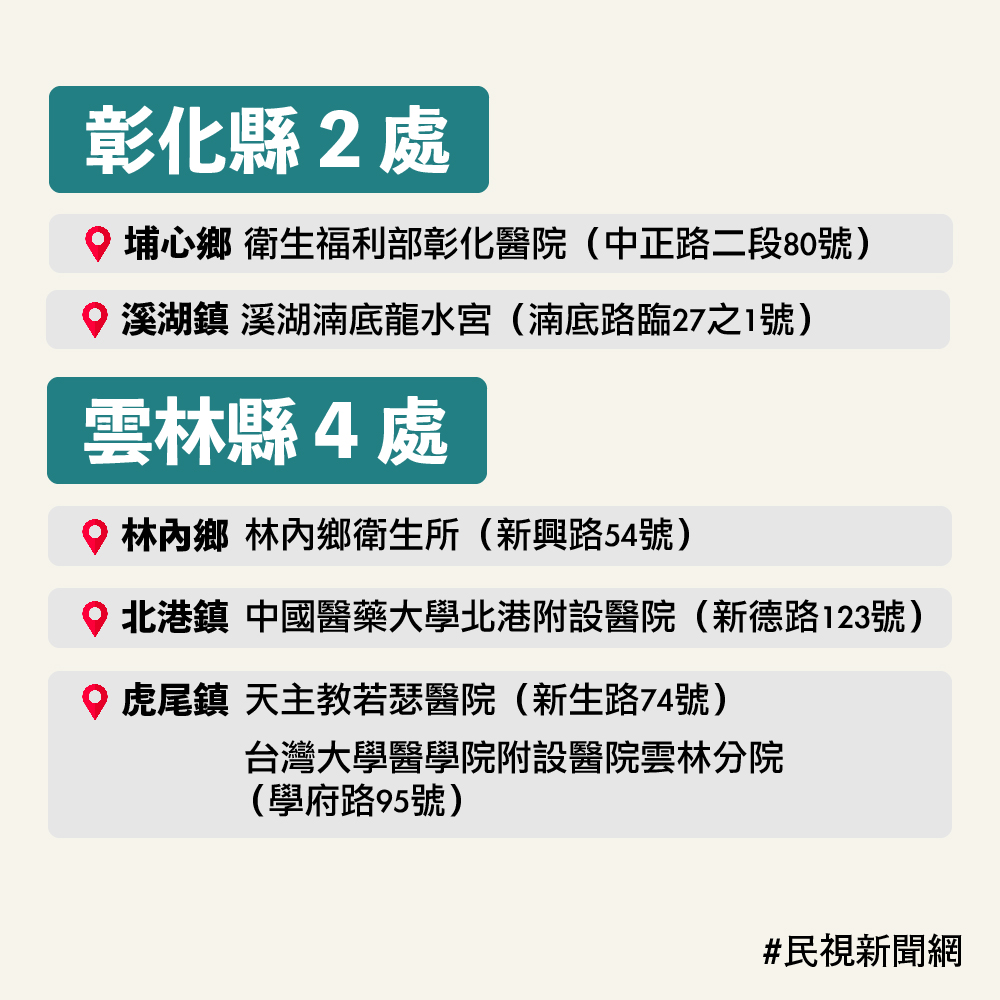 彰化縣 2 處
埔心鄉 衛生福利部彰化醫院（中正路二段80號）
溪湖鎮 溪湖湳底龍水宮（湳底路臨27之1號）
雲林縣 4 處
林內鄉 林內鄉衛生所（新興路54號）
北港鎮 中國醫藥大學北港附設醫院（新德路123號）
虎尾鎮 天主教若瑟醫院（新生路74號）
台灣大學醫學院附設醫院雲林分院
（學府路95號）
#民視新聞網